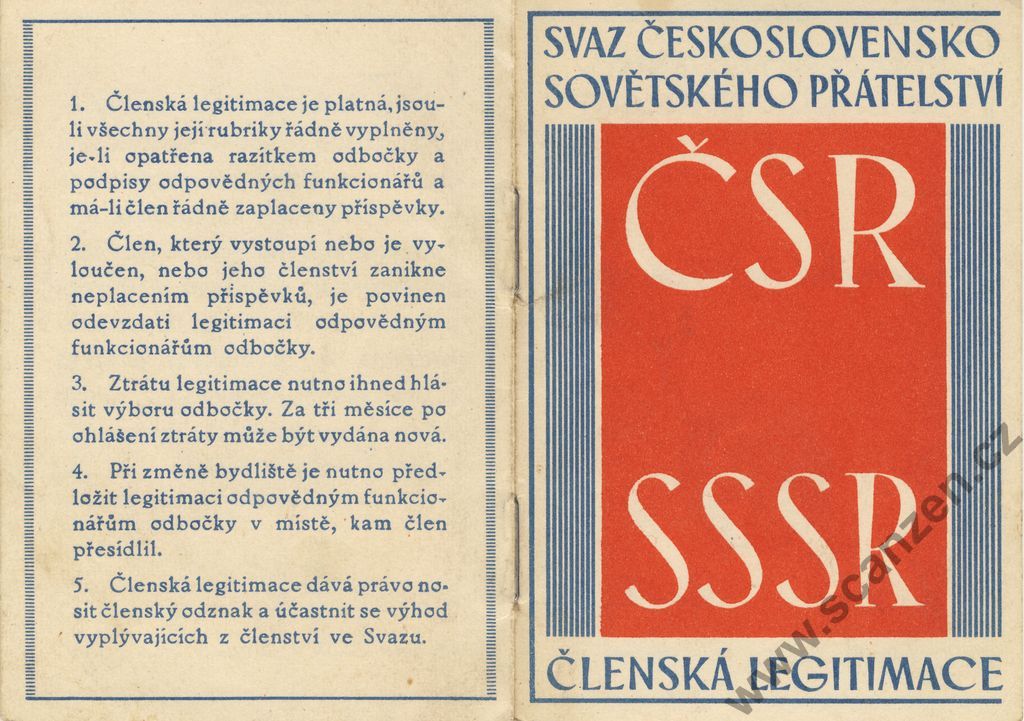 1. Členská legitimace je platná, jsou-
li všechny její rubriky řádně vyplněny,
je-li opatřena razítkem odbočky a
podpisy odpovědných funkcionářů a
má-li člen řádně zaplaceny příspěvky.
2. Člen, který vystoupí nebo je vy-
loučen, nebo jeho členství zanikne
neplacením příspěvků, je povinen
odevzdati legitimaci odpovědným
funkcionářům odbočky.
3. Ztrátu legitimace nutno ihned hlá-
sit výboru odbočky. Za tři měsíce po
ohlášení ztráty může být vydána nová.
4. Při změně bydliště je nutno před-
ložit legitimaci odpovědným funkcio-
nářům odbočky v místě, kam člen
přesídlil.
5. Členská legitimace dává právo no-
sit členský odznak a účastnit se výhod
vyplývajících z členství ve Svazu.
SVAZ ČESKOSLOVENSKO
SOVĚTSKÉHO PŘÁTELSTVÍ
ČSR
SSSR
ČLENSKÁ LEGITIMACE
www.scanzen.cz